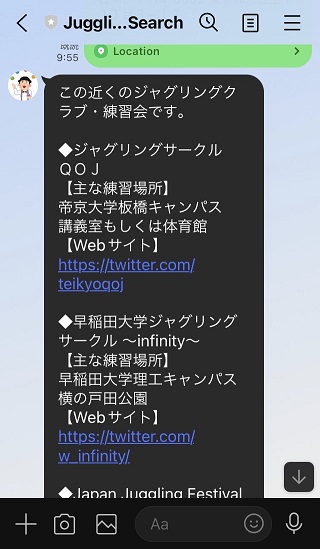 Juggli...Search
既読
9:55
Location
この近くのジャグリングク
ラブ・練習会です。
◆ジャグリングサークル
ＱＯＪ
【主な練習場所】
帝京大学板橋キャンパス
講義室もしくは体育館
【Webサイト】
https://twitter.com/
teikyoqoj
◆早稲田大学ジャグリング
サークル 〜infinity〜
【主な練習場所】
早稲田大学理工キャンパス
横の戸田公園
【Webサイト】
https://twitter.com/
w_infinity/
◆Japan Juggling Festival
Aa